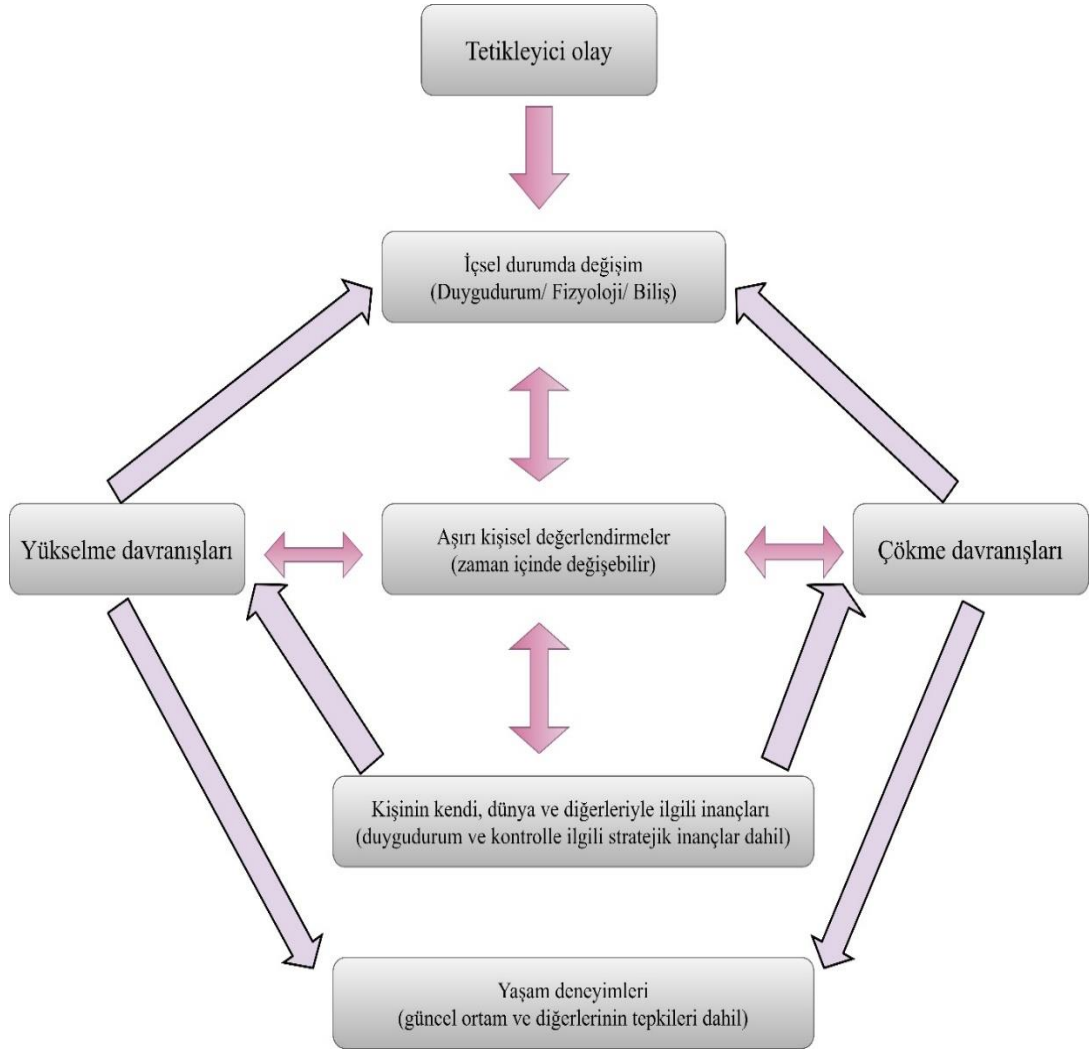 Tetikleyici olay
İçsel durumda değişim
(Duygudurum/ Fizyoloji/ Biliş)
Yükselme davranışları
Aşırı kişisel değerlendirmeler
(zaman içinde değişebilir)
Çökme davranışları
Kişinin kendi, dünya ve diğerleriyle ilgili inançları
(duygudurum ve kontrolle ilgili stratejik inançlar dahil)
Yaşam deneyimleri
(güncel ortam ve diğerlerinin tepkileri dahil)